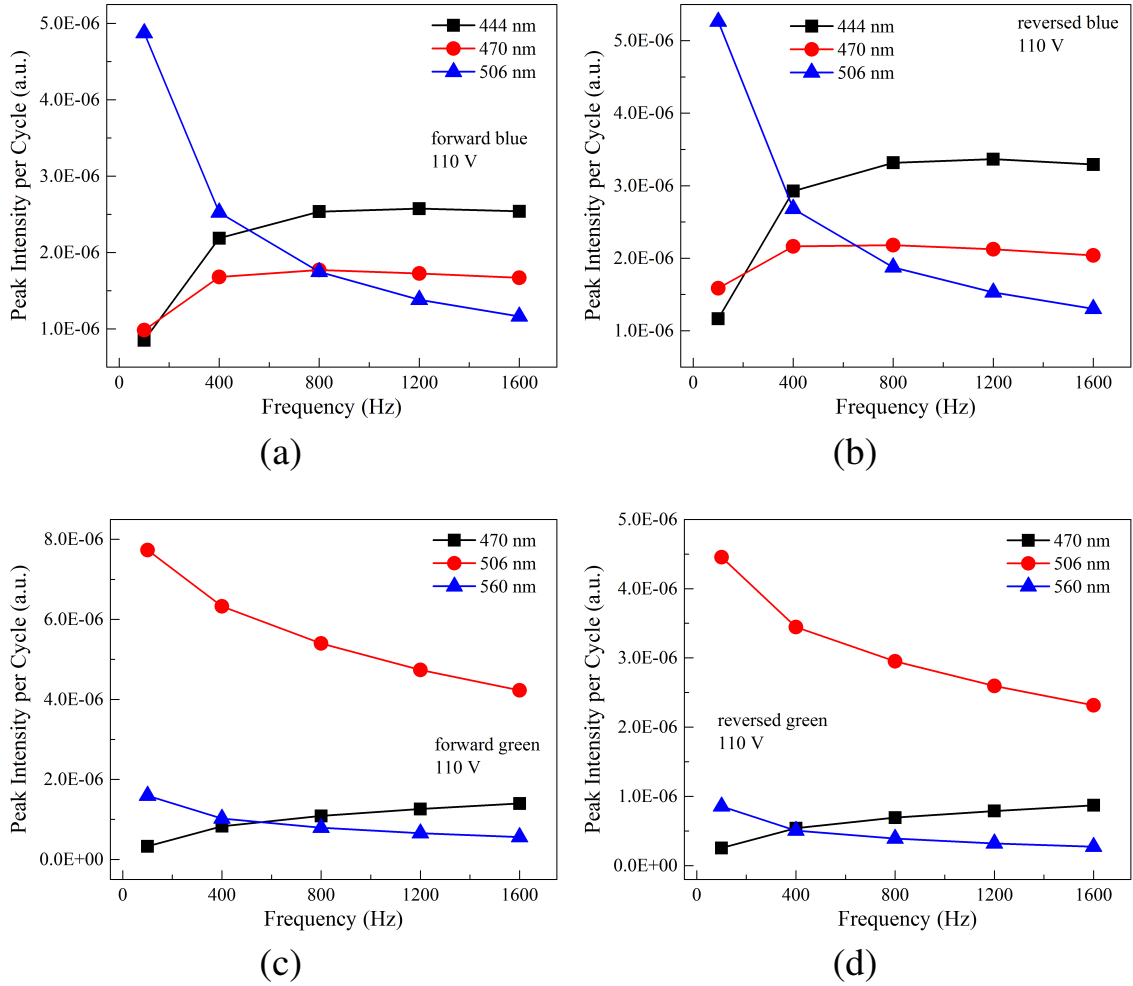 444 nm
470 nm
506 nm
forward blue
110 V
5.0E-06
4.0E-06
3.0E-06
2.0E-06
1.0E-06
Peak Intensity per Cycle (a.u.)
0 400 800 1200 1600
Frequency (Hz)
(a)
444 nm
470 nm
506 nm
reversed blue
110 V
5.0E-06
4.0E-06
3.0E-06
2.0E-06
1.0E-06
Peak Intensity per Cycle (a.u.)
0 400 800 1200 1600
Frequency (Hz)
(b)
470 nm
506 nm
560 nm
forward green
110 V
8.0E-06
6.0E-06
4.0E-06
2.0E-06
0.0E+00
Peak Intensity per Cycle (a.u.)
0 400 800 1200 1600
Frequency (Hz)
(c)
470 nm
506 nm
560 nm
reversed green
110 V
5.0E-06
4.0E-06
3.0E-06
2.0E-06
1.0E-06
0.0E+00
Peak Intensity per Cycle (a.u.)
0 400 800 1200 1600
Frequency (Hz)
(d)